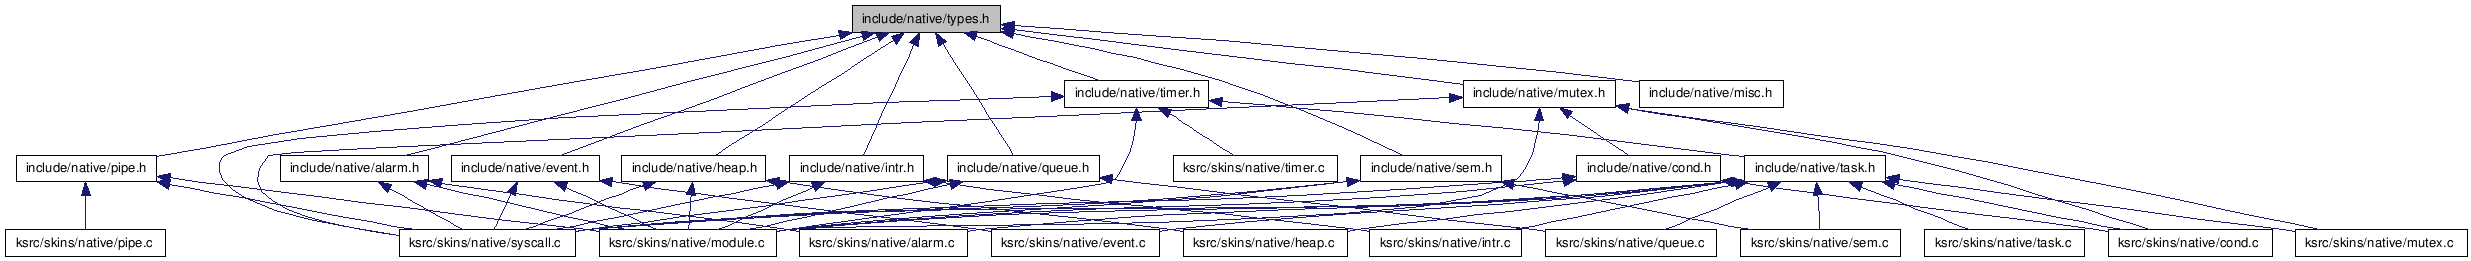 include/native/types.h
include/native/timer.h
include/native/mutex.h
include/native/misc.h
include/native/pipe.h
include/native/alarm.h
include/native/event.h
include/native/heap.h
include/native/intr.h
include/native/queue.h
ksrc/skins/native/timer.c
include/native/sem.h
include/native/cond.h
include/native/task.h
ksrc/skins/native/pipe.c
ksrc/skins/native/syscall.c
ksrc/skins/native/module.c
ksrc/skins/native/alarm.c
ksrc/skins/native/event.c
ksrc/skins/native/heap.c
ksrc/skins/native/intr.c
ksrc/skins/native/queue.c
ksrc/skins/native/sem.c
ksrc/skins/native/task.c
ksrc/skins/native/cond.c
ksrc/skins/native/mutex.c